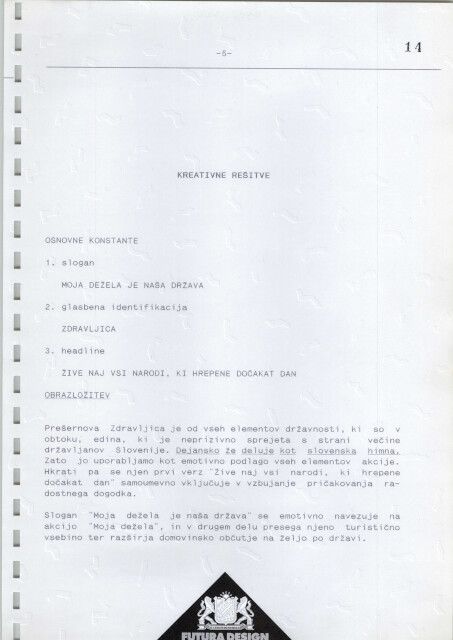 -5-
14
KREATIVNE REŠITVE
OSNOVNE KONSTANTE
1. slogan
MOJA DEŽELA JE NAŠA DRŽAVA
2. glasbena identifikacija
ZDRAVLJICA
3. headline
ŽIVE NAJ VSI NARODI, KI HREPENE DOČAKAT DAN
OBRAZLOŽITEV
Prešernova Zdravljica je od vseh elementov državnosti, ki so v
obtoku, edina, ki je neprizivno sprejeta s strani večine
državljanov Slovenije. Dejansko že deluje kot slovenska himna.
Zato jo uporabljamo kot emotivno podlago vseh elementov akcije.
Hkrati pa se njen prvi verz "Žive naj vsi narodi, ki hrepene
dočakat dan" samoumevno vključuje v vzbujanje pričakovanja ra-
dostnega dogodka.
Slogan "Moja dežela je naša država" se emotivno navezuje na
akcijo "Moja dežela", in v drugem delu presega njeno turistično
vsebino ter razširja domovinsko občutje na željo po državi.
FUTURA DESIGN